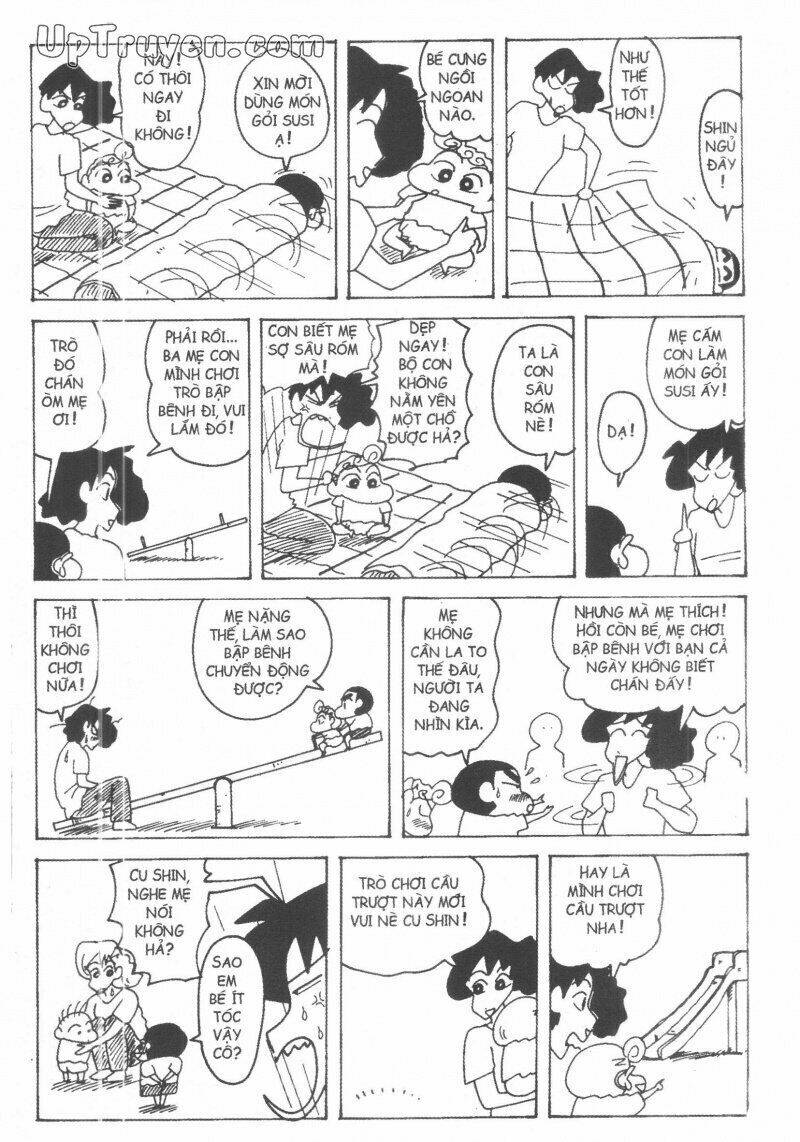 UpTruyen.com
SHIN
NGỦ
ĐÂY
!
NHƯ
THẾ
TỐT
HƠN!
BÉ CƯNG
NGỒI
NGOAN
NÀO.
XIN MỜI
DÙNG MÓN
GỎI SUSI
Ạ!
NÀY!
CÓ THÔI
NGAY
ĐI
KHÔNG!
MẸ CẤM
CON LÀM
MÓN GỎI
SUSI ẤY!
DẠ!
TA LÀ
CON
SÂU
RÓM
NÈ!
DẸP
NGAY!
BỘ CON
KHÔNG
NẰM YÊN
MỘT CHỖ
ĐƯỢC HẢ?
CON BIẾT MẸ
SỢ SÂU RÓM
MÀ!
PHẢI RỒI...
BA MẸ CON
MÌNH CHƠI
TRÒ BẬP
BÊNH ĐI, VUI
LẮM ĐÓ!
TRÒ
ĐÓ
CHÁN
ÒM MẸ
ƠI!
NHƯNG MÀ MẸ THÍCH!
HỒI CÒN BÉ, MẸ CHƠI
BẬP BÊNH VỚI BẠN CẢ
NGÀY KHÔNG BIẾT
CHÁN ĐẤY!
MẸ
KHÔNG
CẦN LA TO
THẾ ĐÂU,
NGƯỜI TA
ĐANG
NHÌN KÌA.
MẸ NẶNG
THẾ, LÀM SAO
BẬP BÊNH
CHUYỂN ĐỘNG
ĐƯỢC?
THÌ
THÔI
KHÔNG
CHƠI
NỮA!
HAY LÀ
MÌNH CHƠI
CẦU TRƯỢT
NHA!
TRÒ CHƠI CẦU
TRƯỢT NÀY MỚI
VUI NÈ CU SHIN!
CU SHIN,
NGHE MẸ
NÓI
KHÔNG
HẢ?
SAO
EM
BÉ ÍT
TÓC
VẬY
CÔ?